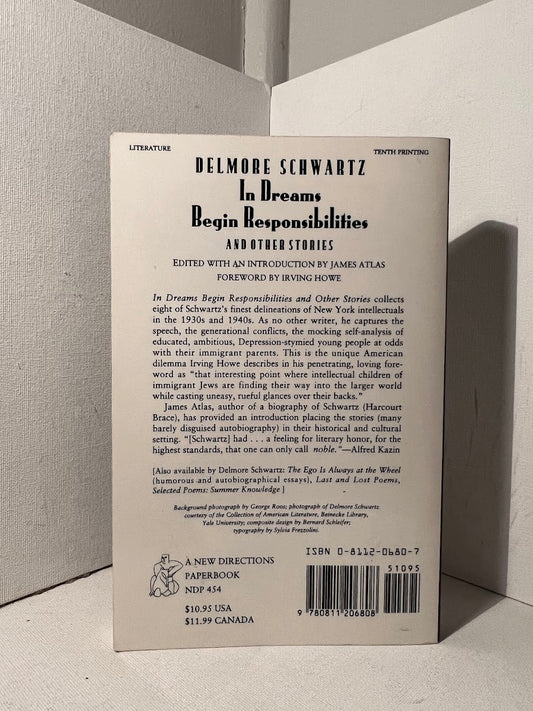 LITERATURE
TENTH PRINTING
DELMORE SCHWARTZ
In Dreams
Begin Responsibilities
AND OTHER STORIES
EDITED WITH AN INTRODUCTION BY JAMES ATLAS
FOREWORD BY IRVING HOWE
In Dreams Begin Responsibilities and Other Stories collects
eight of Schwartz's finest delineations of New York intellectuals
in the 1930s and 1940s. As no other writer, he captures the
speech, the generational conflicts, the mocking self-analysis of
educated, ambitious, Depression-stymied young people at odds
with their immigrant parents. This is the unique American
dilemma Irving Howe describes in his penetrating, loving fore-
word as "that interesting point where intellectual children of
immigrant Jews are finding their way into the larger world
while casting uneasy, rueful glances over their backs."
James Atlas, author of a biography of Schwartz (Harcourt
Brace), has provided an introduction placing the stories (many
barely disguised autobiography) in their historical and cultural
setting. "[Schwartz] had . . . a feeling for literary honor, for the
highest standards, that one can only call noble."—Alfred Kazin
[Also available by Delmore Schwartz: The Ego Is Always at the Wheel
(humorous and autobiographical essays), Last and Lost Poems,
Selected Poems: Summer Knowledge.]
Background photograph by George Roos; photograph of Delmore Schwartz
courtesy of the Collection of American Literature, Beinecke Library,
Yale University; composite design by Bernard Schleifer;
typography by Sylvia Frezzolini.
A NEW DIRECTIONS
PAPERBOOK
NDP 454
$10.95 USA
$11.99 CANADA
ISBN 0-8112-0680-7
51095
9 780811 206808